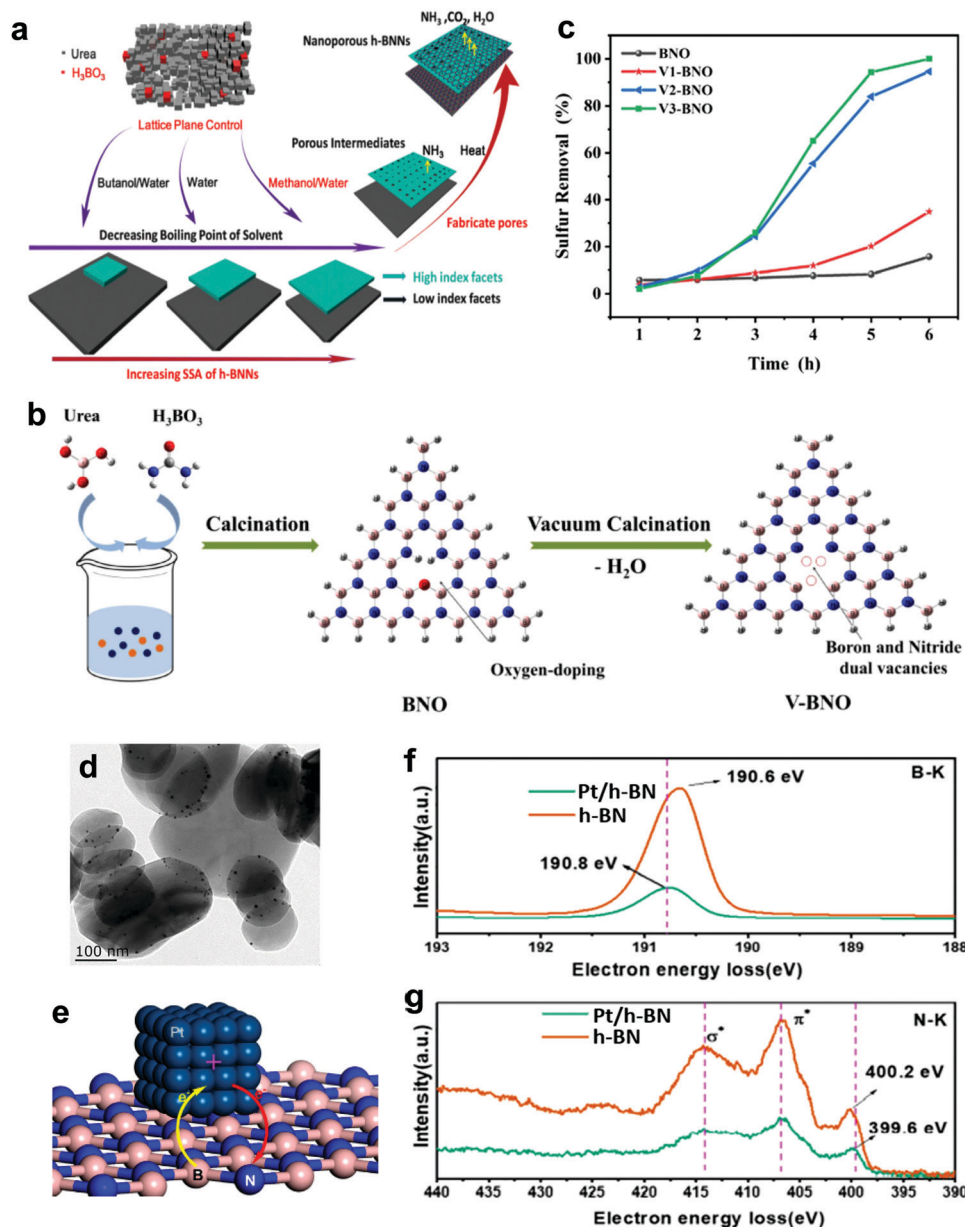 a
Urea
H₃BO₃
Lattice Plane Control
Butanol/Water
Water
Methanol/Water
Decreasing Boiling Point of Solvent
Porous Intermediates
NH₃
Heat
Nanoporous h-BNNs
NH₃ ,CO₂, H₂O
Fabricate pores
High index facets
Low index facets
Increasing SSA of h-BNNs
c
Sulfur Removal (%)
100
80
60
40
20
0
BNO
V1-BNO
V2-BNO
V3-BNO
1 2 3 4 5 6
Time (h)
b
Urea
H₃BO₃
Calcination
Oxygen-doping
BNO
Vacuum Calcination
- H₂O
Boron and Nitride
dual vacancies
V-BNO
d
100 nm
e
Pt
+
e⁻
e⁻
B
N
f
Intensity(a.u.)
Pt/h-BN
h-BN
190.6 eV
190.8 eV
B-K
193 192 191 190 189 188
Electron energy loss(eV)
g
Intensity(a.u.)
Pt/h-BN
h-BN
σ*
π*
N-K
400.2 eV
399.6 eV
440 435 430 425 420 415 410 405 400 395 390
Electron energy loss(eV)